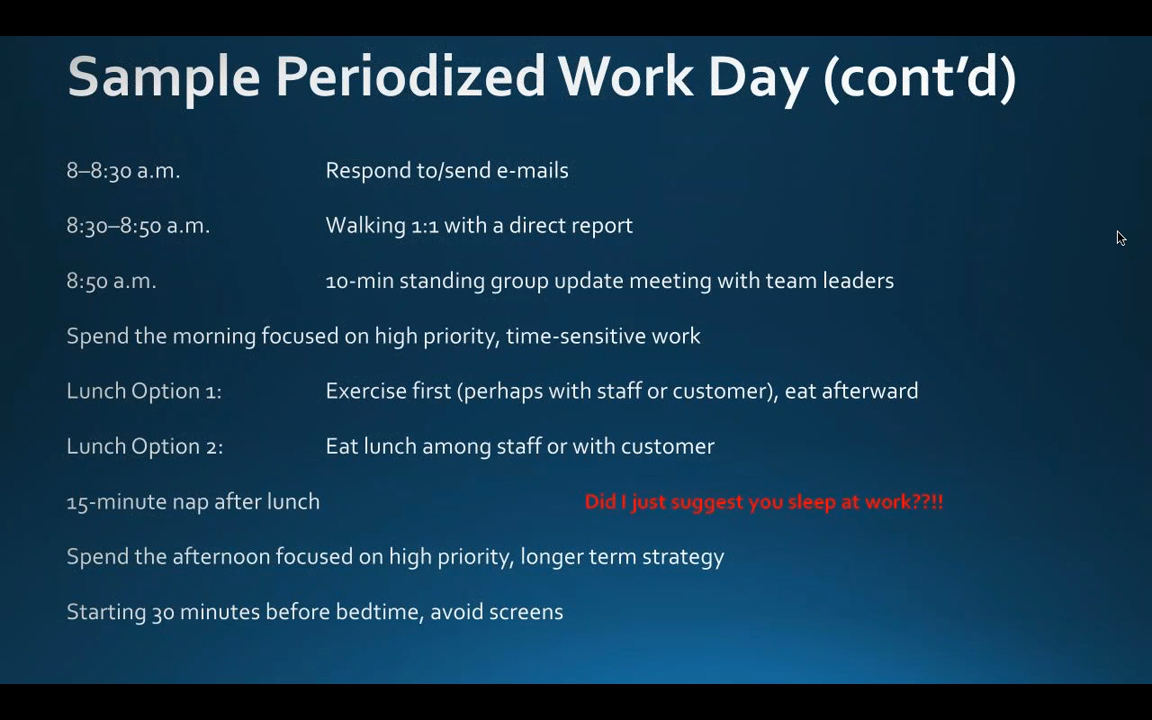 Sample Periodized Work Day (cont’d)
8–8:30 a.m. Respond to/send e-mails
8:30–8:50 a.m. Walking 1:1 with a direct report
8:50 a.m. 10-min standing group update meeting with team leaders
Spend the morning focused on high priority, time-sensitive work
Lunch Option 1: Exercise first (perhaps with staff or customer), eat afterward
Lunch Option 2: Eat lunch among staff or with customer
15-minute nap after lunch Did I just suggest you sleep at work??!!
Spend the afternoon focused on high priority, longer term strategy
Starting 30 minutes before bedtime, avoid screens